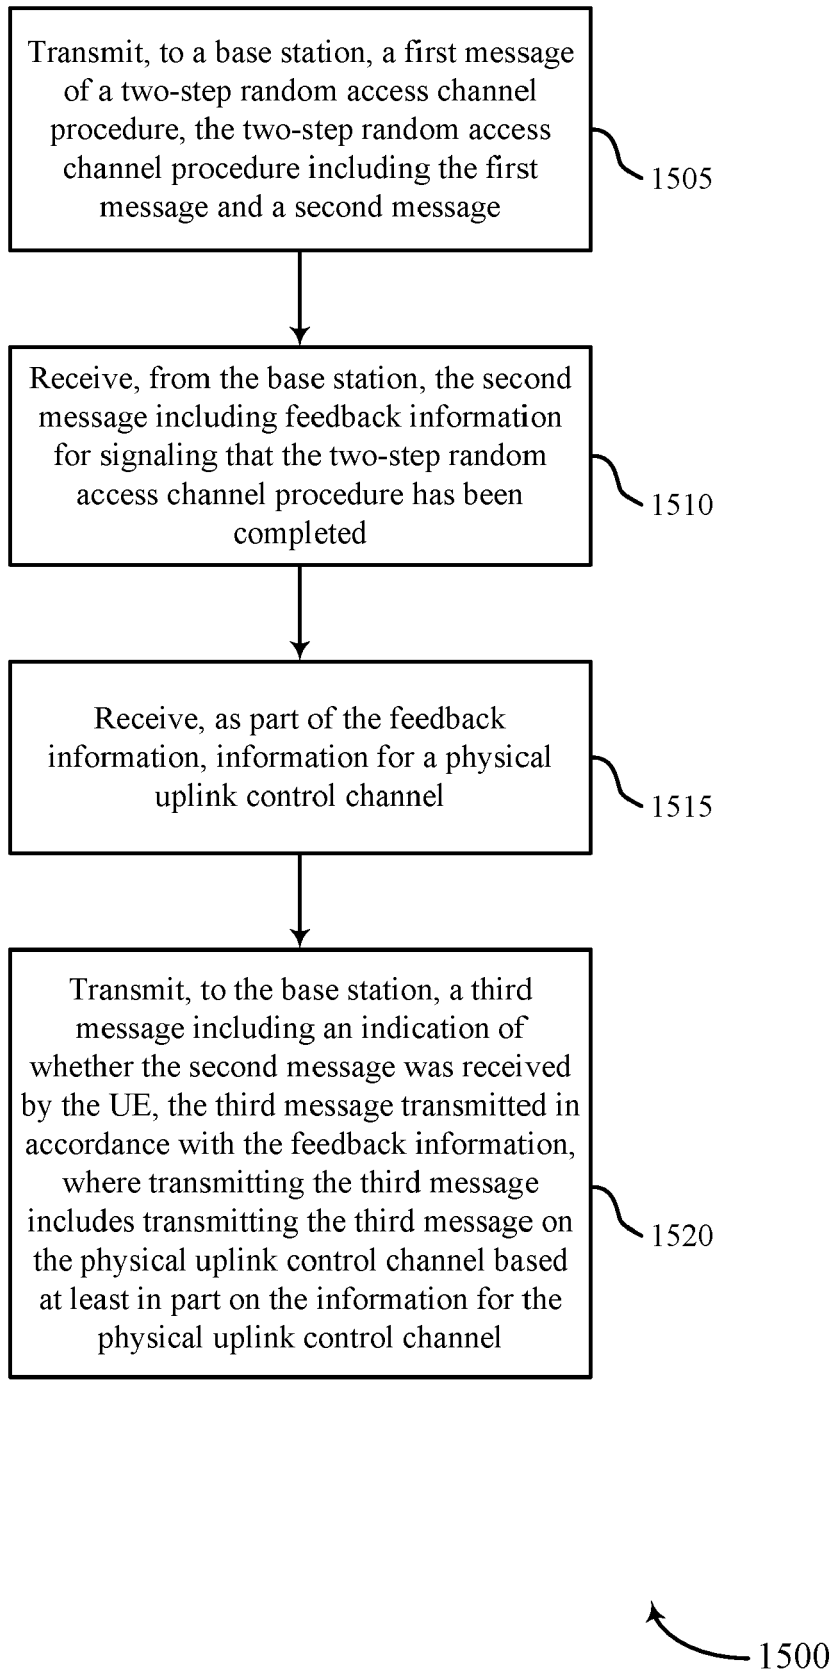 Transmit, to a base station, a first message
of a two-step random access channel
procedure, the two-step random access
channel procedure including the first
message and a second message
1505
Receive, from the base station, the second
message including feedback information
for signaling that the two-step random
access channel procedure has been
completed
1510
Receive, as part of the feedback
information, information for a physical
uplink control channel
1515
Transmit, to the base station, a third
message including an indication of
whether the second message was received
by the UE, the third message transmitted in
accordance with the feedback information,
where transmitting the third message
includes transmitting the third message on
the physical uplink control channel based
at least in part on the information for the
physical uplink control channel
1520
1500